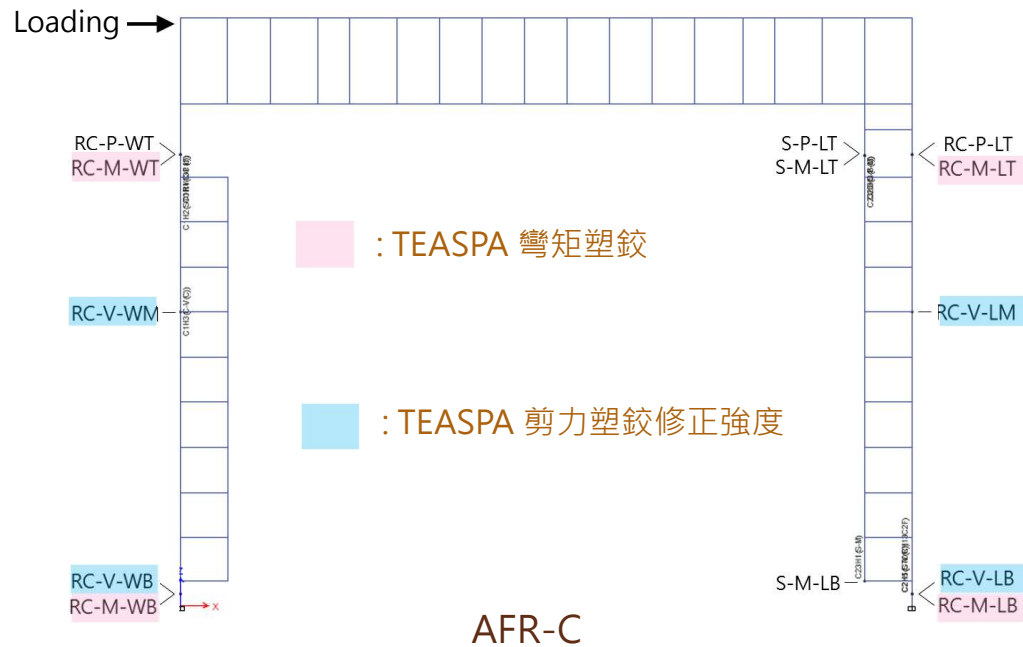 Loading
RC-P-WT
RC-M-WT
S-P-LT
S-M-LT
RC-P-LT
RC-M-LT
: TEASPA 彎矩塑鉸
RC-V-WM
C1H3(C-V(C))
RC-V-LM
: TEASPA 剪力塑鉸修正強度
RC-V-WB
RC-M-WB
Z
X
C23H1(S-M)
S-M-LB
RC-V-LB
RC-M-LB
AFR-C